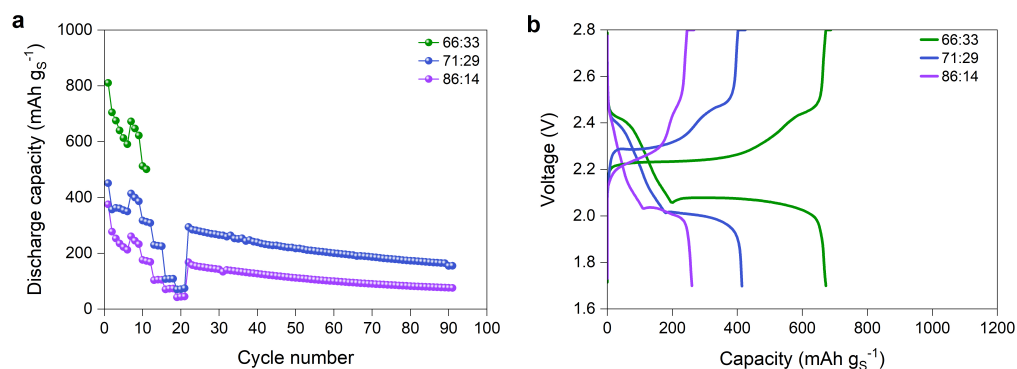 a
1000
800
600
400
200
0
0 10 20 30 40 50 60 70 80 90 100
Discharge capacity (mAh gS-1)
Cycle number
66:33
71:29
86:14
b
2.8
2.6
2.4
2.2
2.0
1.8
1.6
0 200 400 600 800 1000 1200
Voltage (V)
Capacity (mAh gS-1)
66:33
71:29
86:14